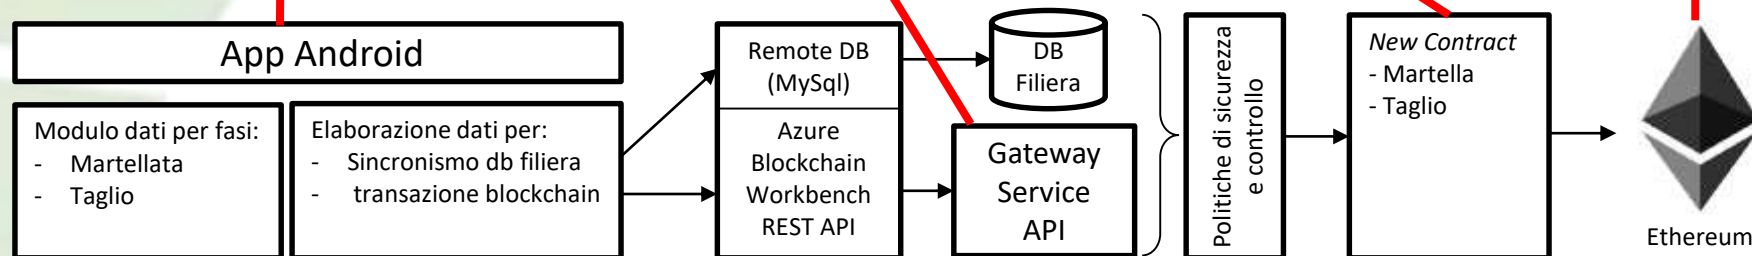 App Android
Modulo dati per fasi:
- Martellata
- Taglio
Elaborazione dati per:
- Sincronismo db filiera
- transazione blockchain
Remote DB
(MySql)
Azure
Blockchain
Workbench
REST API
DB
Filiera
Gateway
Service
API
Politiche di sicurezza
e controllo
New Contract
- Martella
- Taglio
Ethereum